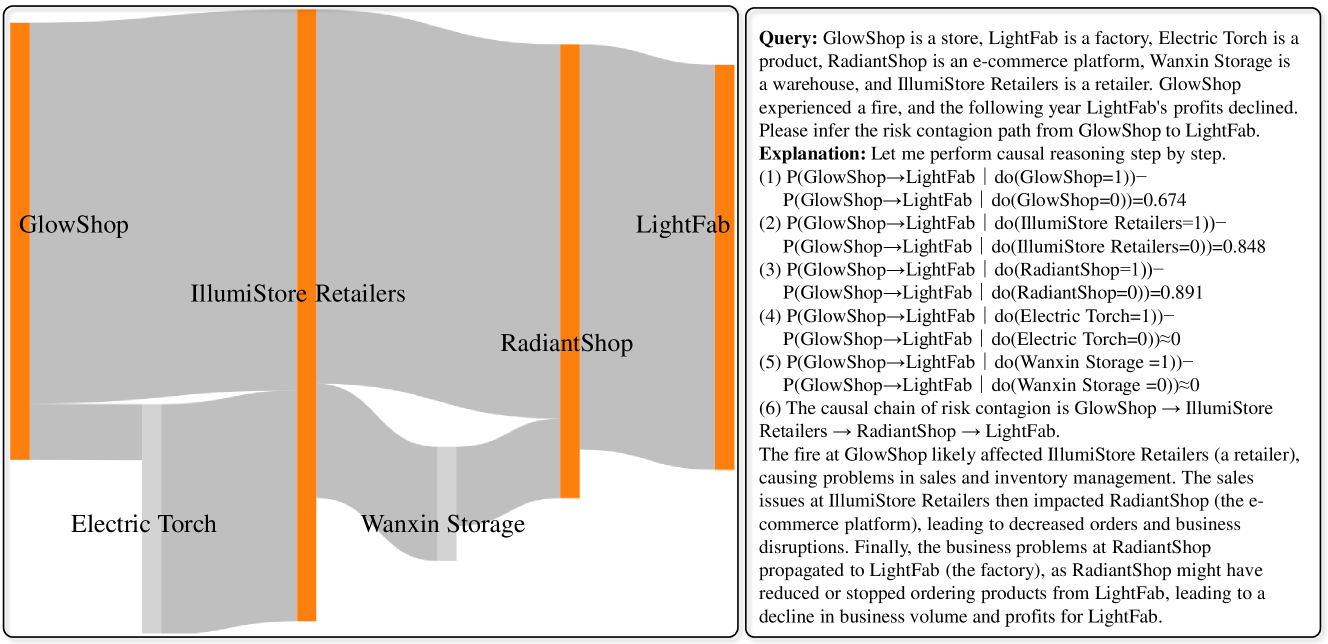 GlowShop
LightFab
IllumiStore Retailers
RadiantShop
Electric Torch
Wanxin Storage
Query: GlowShop is a store, LightFab is a factory, Electric Torch is a
product, RadiantShop is an e-commerce platform, Wanxin Storage is
a warehouse, and IllumiStore Retailers is a retailer. GlowShop
experienced a fire, and the following year LightFab's profits declined.
Please infer the risk contagion path from GlowShop to LightFab.
Explanation: Let me perform causal reasoning step by step.
(1) P(GlowShop→LightFab | do(GlowShop=1))−
P(GlowShop→LightFab | do(GlowShop=0))=0.674
(2) P(GlowShop→LightFab | do(IllumiStore Retailers=1))−
P(GlowShop→LightFab | do(IllumiStore Retailers=0))=0.848
(3) P(GlowShop→LightFab | do(RadiantShop=1))−
P(GlowShop→LightFab | do(RadiantShop=0))=0.891
(4) P(GlowShop→LightFab | do(Electric Torch=1))−
P(GlowShop→LightFab | do(Electric Torch=0))≈0
(5) P(GlowShop→LightFab | do(Wanxin Storage =1))−
P(GlowShop→LightFab | do(Wanxin Storage =0))≈0
(6) The causal chain of risk contagion is GlowShop → IllumiStore
Retailers → RadiantShop → LightFab.
The fire at GlowShop likely affected IllumiStore Retailers (a retailer),
causing problems in sales and inventory management. The sales
issues at IllumiStore Retailers then impacted RadiantShop (the e-
commerce platform), leading to decreased orders and business
disruptions. Finally, the business problems at RadiantShop
propagated to LightFab (the factory), as RadiantShop might have
reduced or stopped ordering products from LightFab, leading to a
decline in business volume and profits for LightFab.